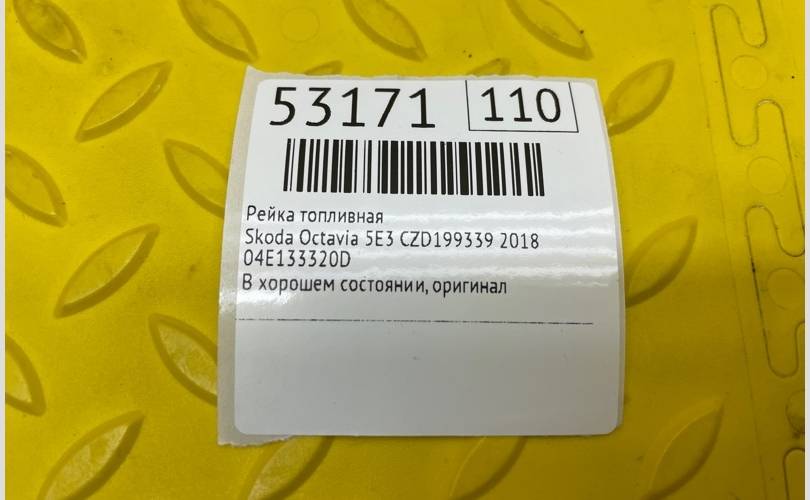 53171 110
Рейка топливная
Skoda Octavia 5E3 CZD199339 2018
04E133320D
В хорошем состоянии, оригинал